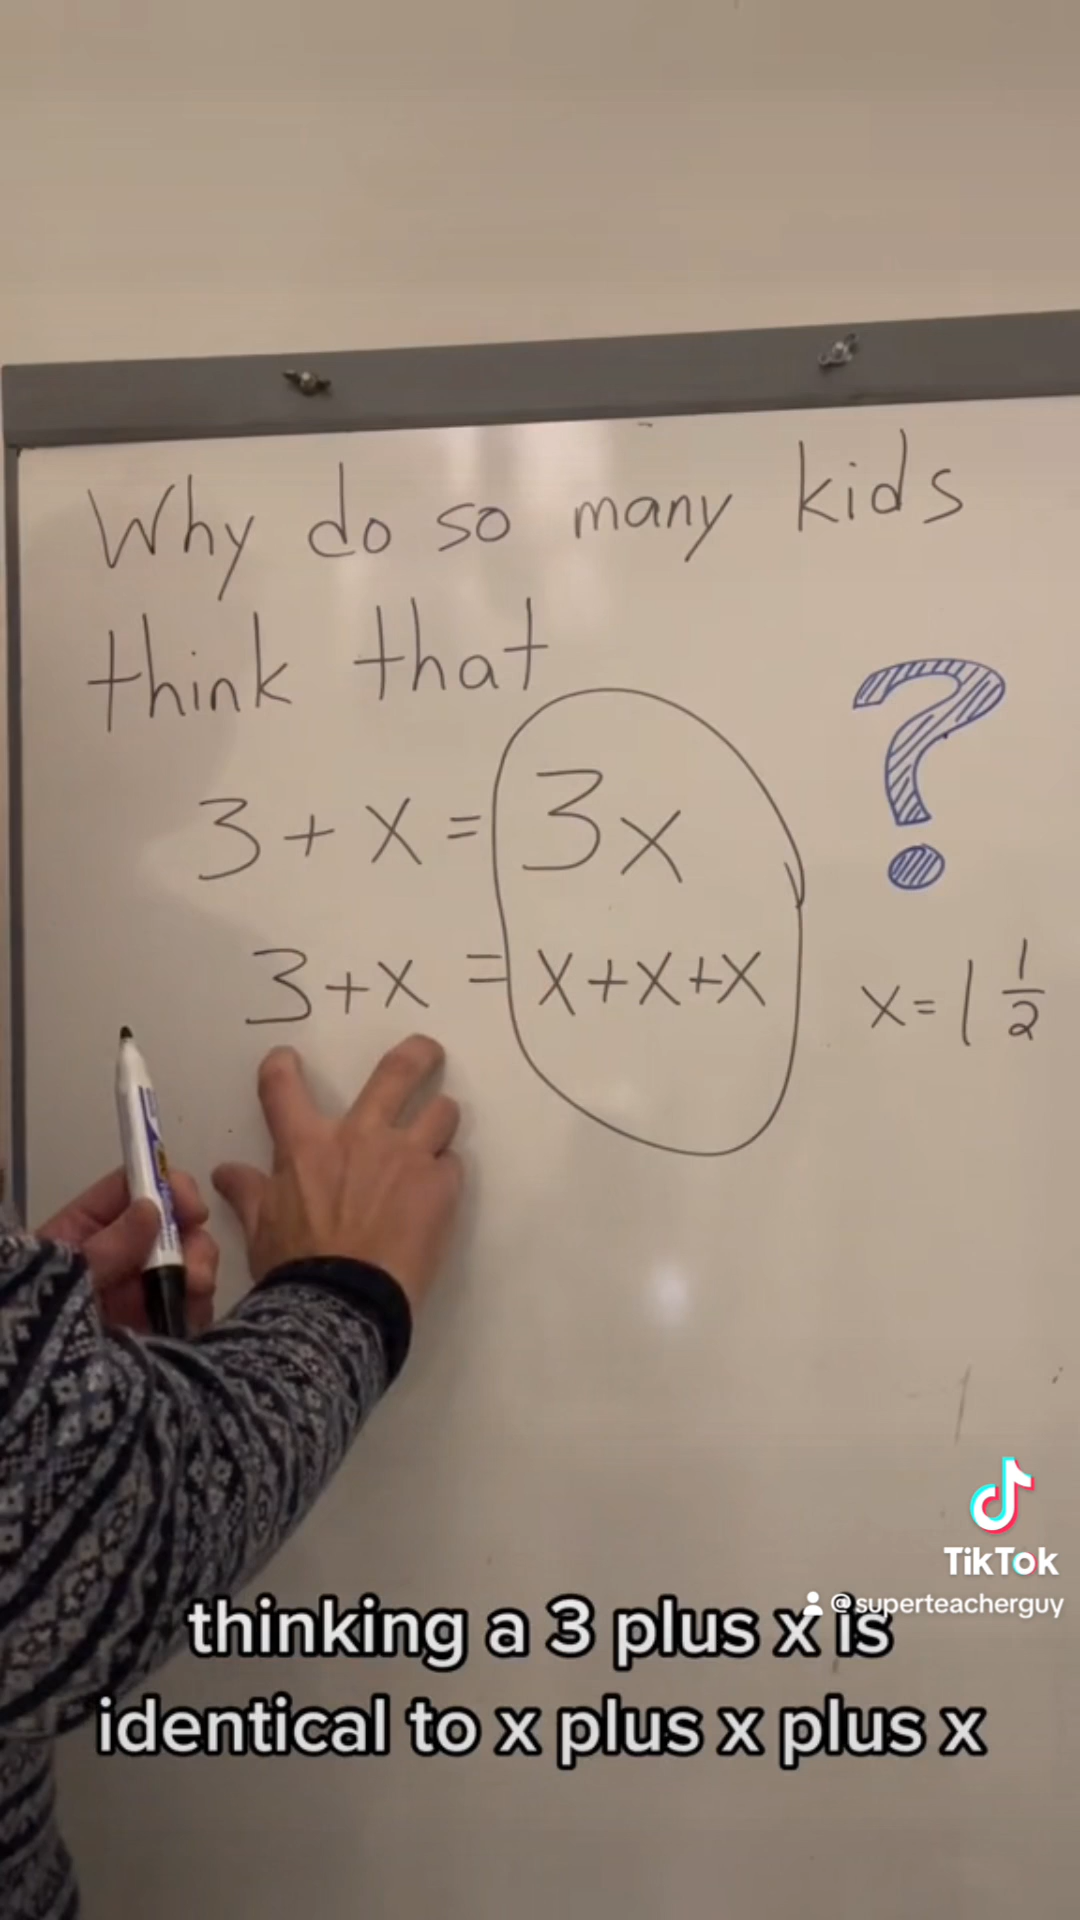 Why do so many kids
think that
?
3 + x = 3x
3 + x = x + x + x
x = 1 1/2
TikTok
@superteacherguy
thinking a 3 plus x is
identical to x plus x plus x